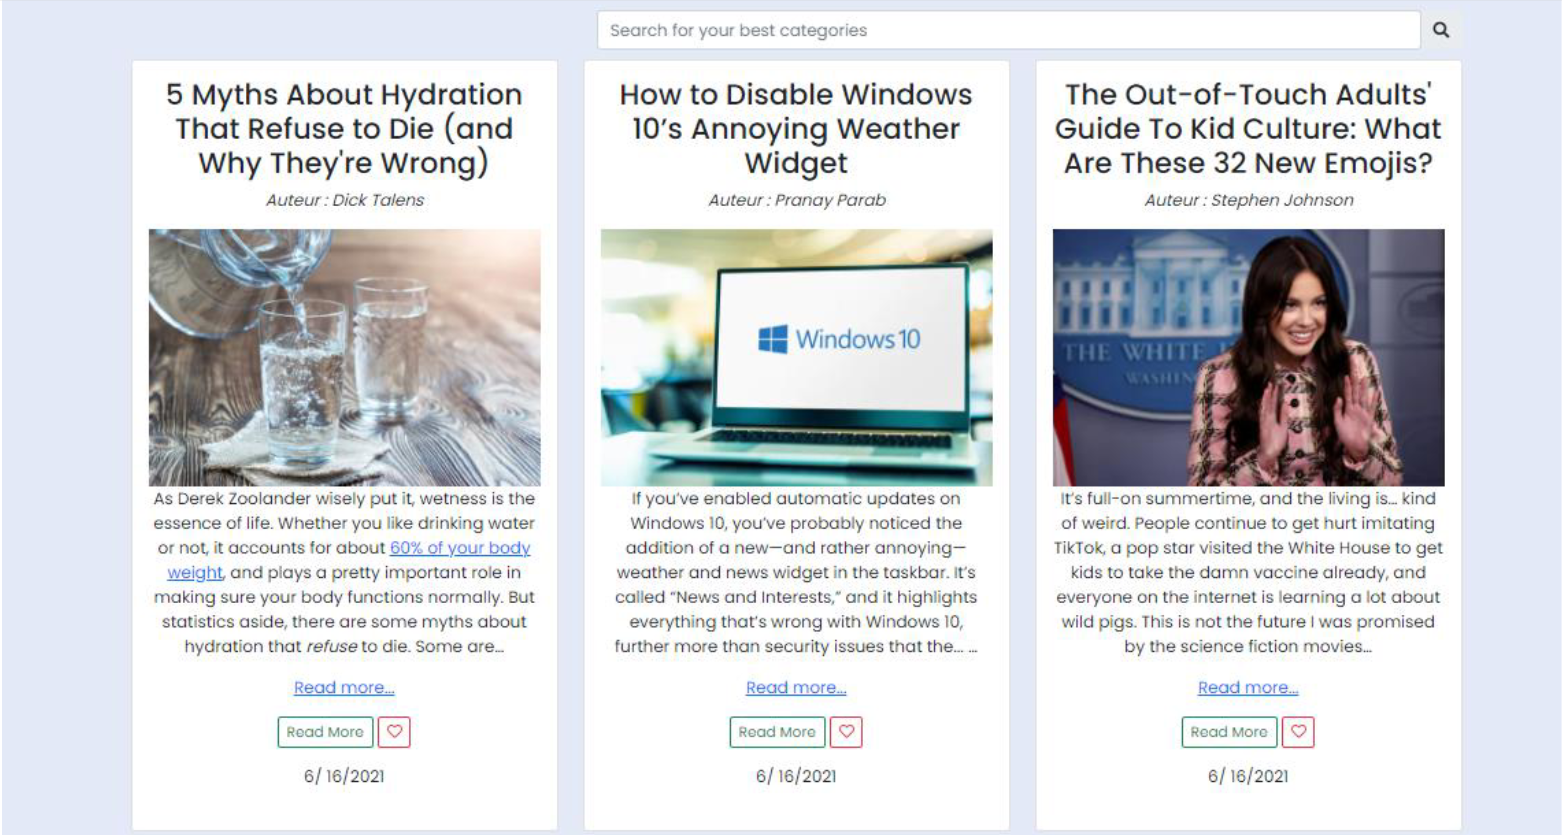 Search for your best categories
5 Myths About Hydration
That Refuse to Die (and
Why They're Wrong)
Auteur : Dick Talens
As Derek Zoolander wisely put it, wetness is the
essence of life. Whether you like drinking water
or not, it accounts for about 60% of your body
weight, and plays a pretty important role in
making sure your body functions normally. But
statistics aside, there are some myths about
hydration that refuse to die. Some are...
Read more...
Read More
6/ 16/2021
How to Disable Windows
10’s Annoying Weather
Widget
Auteur : Pranay Parab
Windows 10
If you’ve enabled automatic updates on
Windows 10, you’ve probably noticed the
addition of a new—and rather annoying—
weather and news widget in the taskbar. It’s
called “News and Interests,” and it highlights
everything that’s wrong with Windows 10,
further more than security issues that the... ...
Read more...
Read More
6/ 16/2021
The Out-of-Touch Adults'
Guide To Kid Culture: What
Are These 32 New Emojis?
Auteur : Stephen Johnson
THE WHITE
WASHIN
It’s full-on summertime, and the living is… kind
of weird. People continue to get hurt imitating
TikTok, a pop star visited the White House to get
kids to take the damn vaccine already, and
everyone on the internet is learning a lot about
wild pigs. This is not the future I was promised
by the science fiction movies...
Read more...
Read More
6/ 16/2021